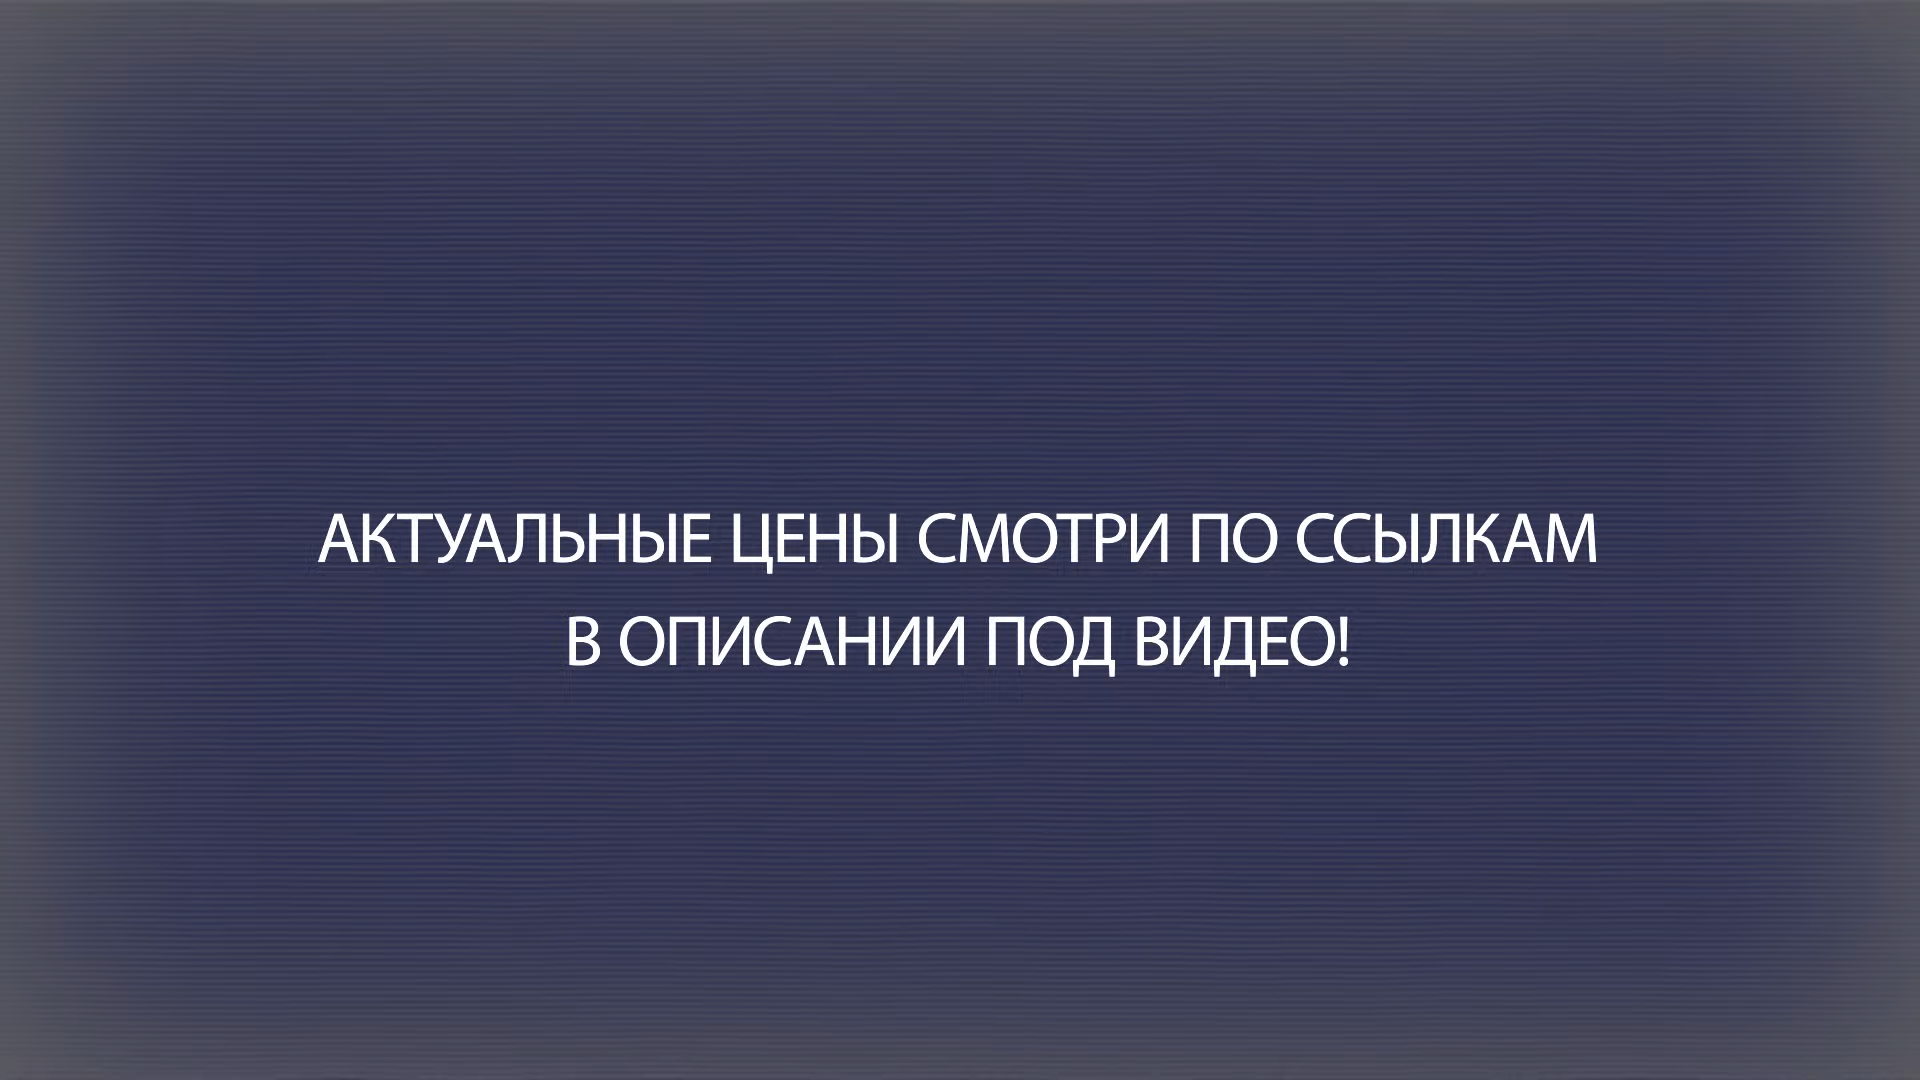 АКТУАЛЬНЫЕ ЦЕНЫ СМОТРИ ПО ССЫЛКАМ
В ОПИСАНИИ ПОД ВИДЕО!